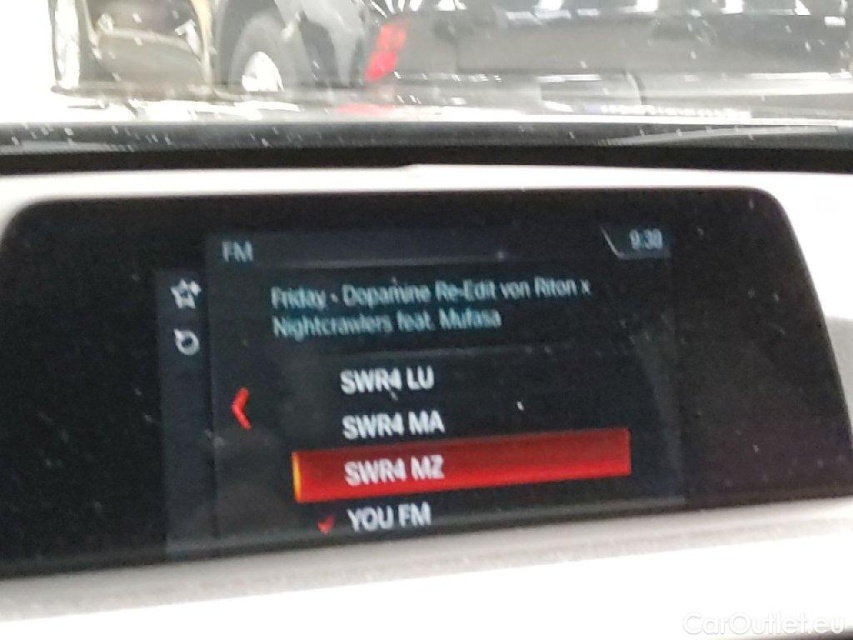 FM
9:38
Friday - Dopamine Re-Edit von Riton x
Nightcrawlers feat. Mufasa
SWR4 LU
SWR4 MA
SWR4 MZ
YOU FM
CarOutlet.eu